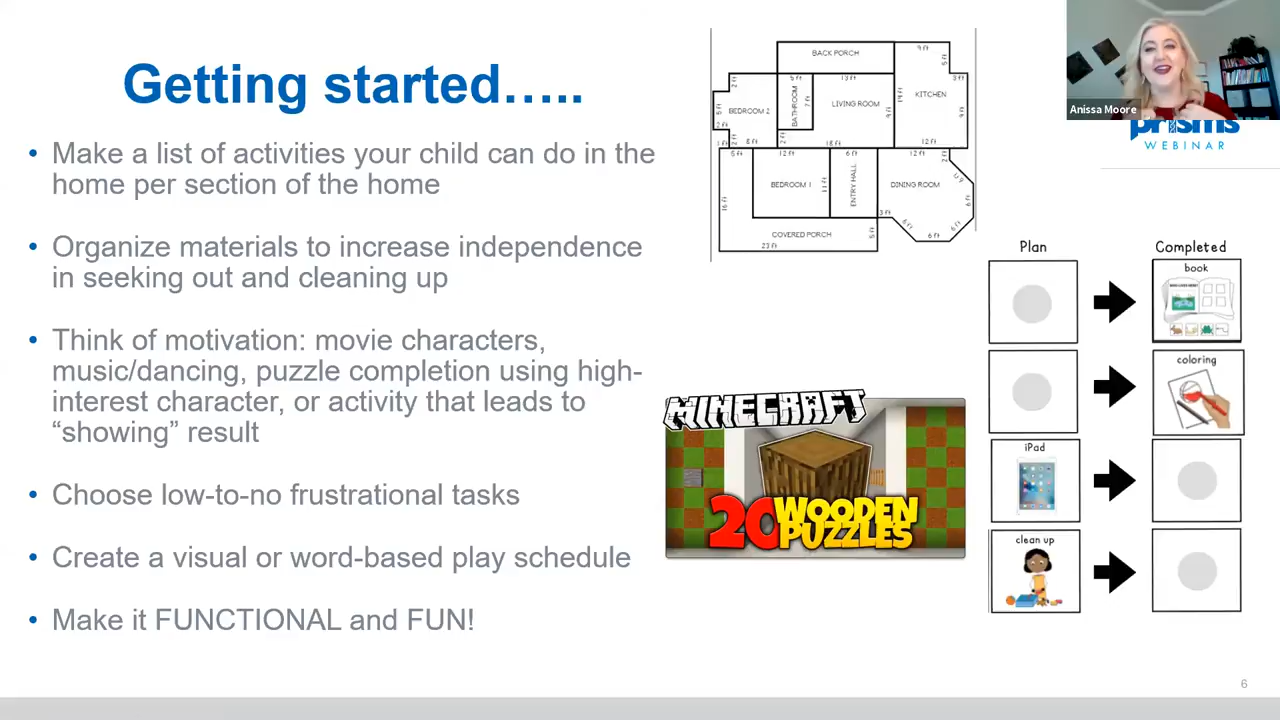 Getting started…..
• Make a list of activities your child can do in the
home per section of the home
• Organize materials to increase independence
in seeking out and cleaning up
• Think of motivation: movie characters,
music/dancing, puzzle completion using high-
interest character, or activity that leads to
“showing” result
• Choose low-to-no frustrational tasks
• Create a visual or word-based play schedule
• Make it FUNCTIONAL and FUN!
BACK PORCH
BEDROOM 2
BATHROOM
LIVING ROOM
KITCHEN
BEDROOM 1
ENTRY HALL
DINING ROOM
COVERED PORCH
23 ft
MINECRAFT
20 WOODEN
PUZZLES
Anissa Moore
prisms
WEBINAR
Plan
Completed
book
coloring
iPad
clean up
6